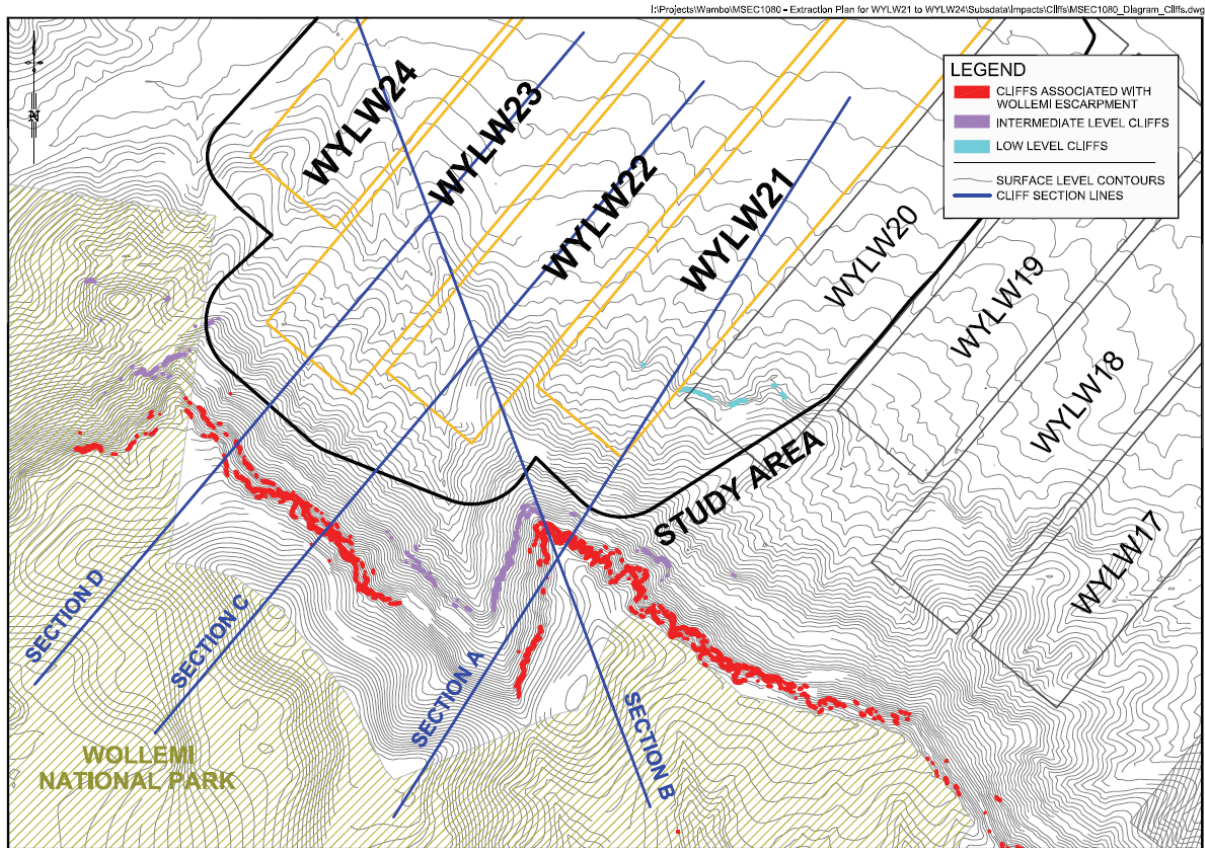 I:\Projects\Wambo\MSEC1080 - Extraction Plan for WYLW21 to WYLW24\Subsdata\Impacts\Cliffs\MSEC1080_Diagram_Cliffs.dwg
N
LEGEND
CLIFFS ASSOCIATED WITH
WOLLEMI ESCARPMENT
INTERMEDIATE LEVEL CLIFFS
LOW LEVEL CLIFFS
SURFACE LEVEL CONTOURS
CLIFF SECTION LINES
WYLW24
WYLW23
WYLW22
WYLW21
WYLW20
WYLW19
WYLW18
WYLW17
STUDY AREA
SECTION D
SECTION C
SECTION A
SECTION B
WOLLEMI
NATIONAL PARK